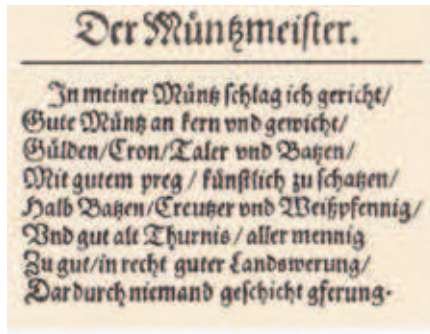 Der Müntzmeiſter.
In meiner Müntz ſchlag ich gericht/
Gute Müntz an kern vnd gewicht/
Gülden/Cron/Taler vnd Batzen/
Mit gutem preg / künſtlich zu ſchatzen/
Halb Batzen/Creutzer vnd Weißpfennig/
Vnd gut alt Thurnis / aller mennig
Zu gut/in recht guter Landswerung/
Dardurch niemand geſchicht gferung.